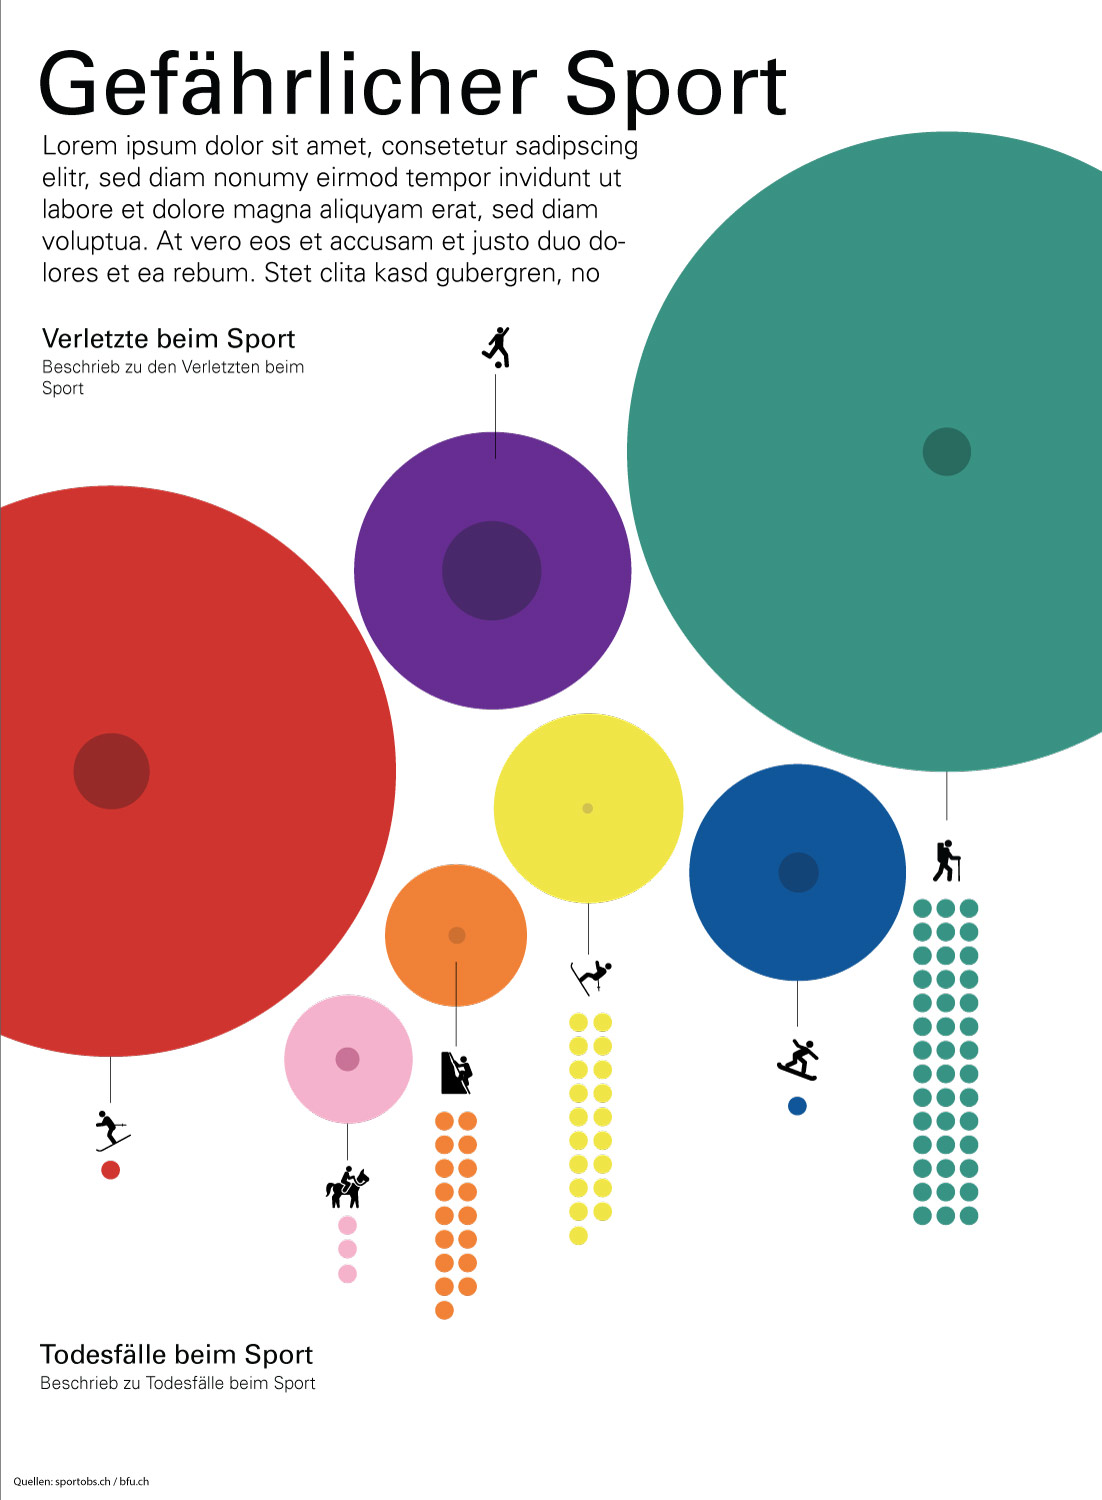 Gefährlicher Sport
Lorem ipsum dolor sit amet, consetetur sadipscing
elitr, sed diam nonumy eirmod tempor invidunt ut
labore et dolore magna aliquyam erat, sed diam
voluptua. At vero eos et accusam et justo duo do-
lores et ea rebum. Stet clita kasd gubergren, no
Verletzte beim Sport
Beschrieb zu den Verletzten beim
Sport
Todesfälle beim Sport
Beschrieb zu Todesfälle beim Sport
Quellen: sportobs.ch / bfu.ch